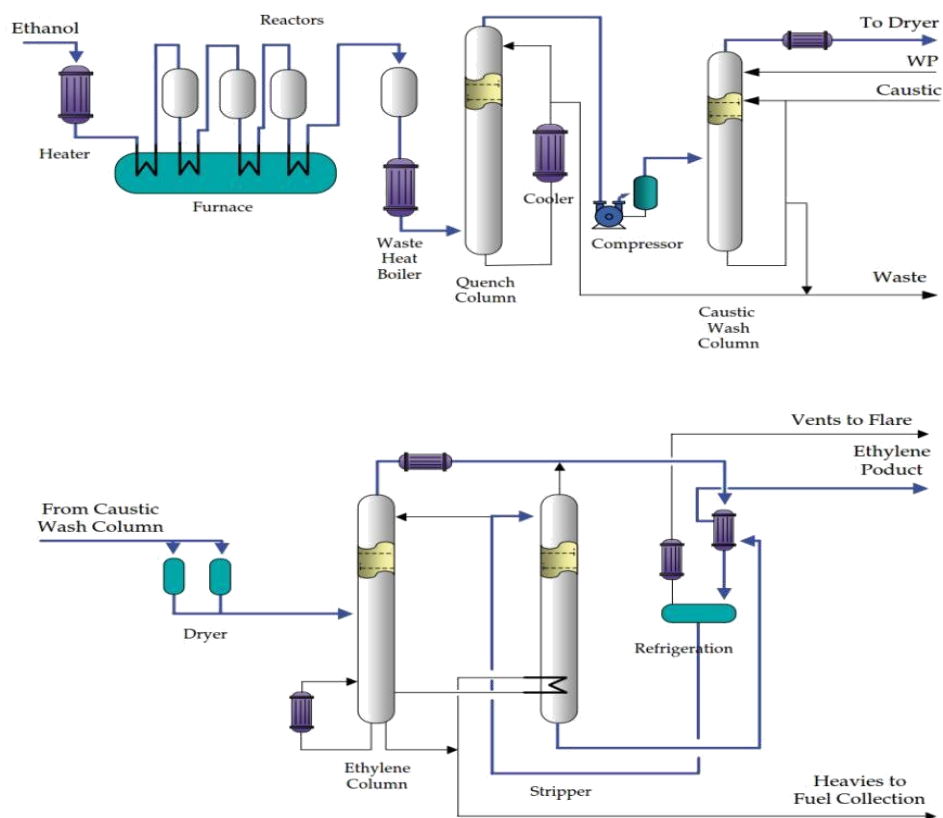 Ethanol
Reactors
To Dryer
WP
Caustic
Heater
Furnace
Cooler
Compressor
Waste
Heat
Boiler
Quench
Column
Waste
Caustic
Wash
Column
Vents to Flare
Ethylene
Poduct
From Caustic
Wash Column
Dryer
Refrigeration
Ethylene
Column
Stripper
Heavies to
Fuel Collection